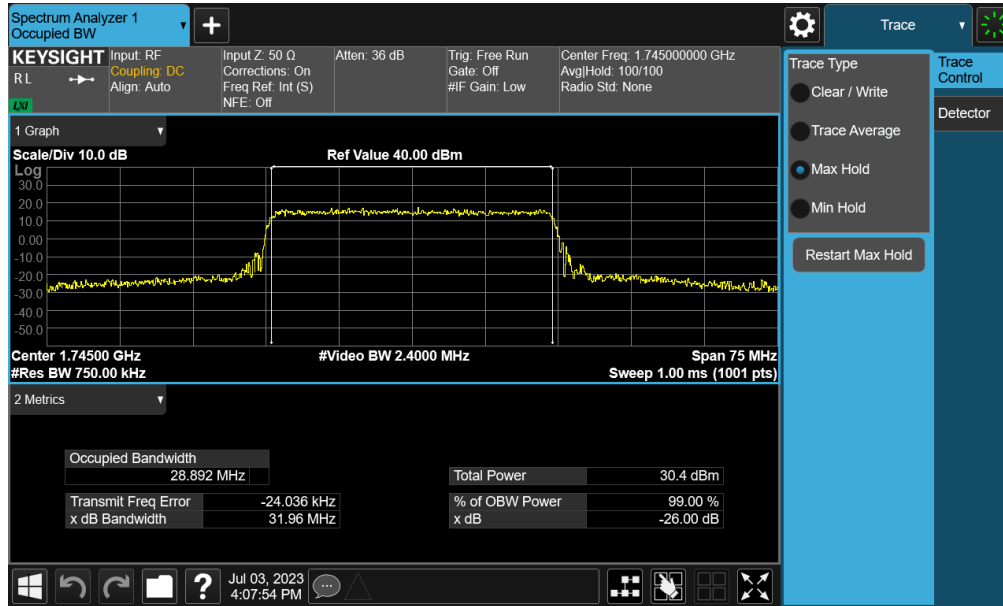 Spectrum Analyzer 1
Occupied BW
+
Trace
KEYSIGHT
R L
LXI
Input: RF
Coupling: DC
Align: Auto
Input Z: 50 Ω
Corrections: On
Freq Ref: Int (S)
NFE: Off
Atten: 36 dB
Trig: Free Run
Gate: Off
#IF Gain: Low
Center Freq: 1.745000000 GHz
Avg|Hold: 100/100
Radio Std: None
Trace Type
Clear / Write
Trace Average
Max Hold
Min Hold
Restart Max Hold
Trace
Control
Detector
1 Graph
Scale/Div 10.0 dB
Ref Value 40.00 dBm
Log
30.0
20.0
10.0
0.00
-10.0
-20.0
-30.0
-40.0
-50.0
Center 1.74500 GHz
#Video BW 2.4000 MHz
Span 75 MHz
#Res BW 750.00 kHz
Sweep 1.00 ms (1001 pts)
2 Metrics
Occupied Bandwidth
28.892 MHz
Total Power 30.4 dBm
Transmit Freq Error -24.036 kHz
% of OBW Power 99.00 %
x dB Bandwidth 31.96 MHz
x dB -26.00 dB
?
Jul 03, 2023
4:07:54 PM